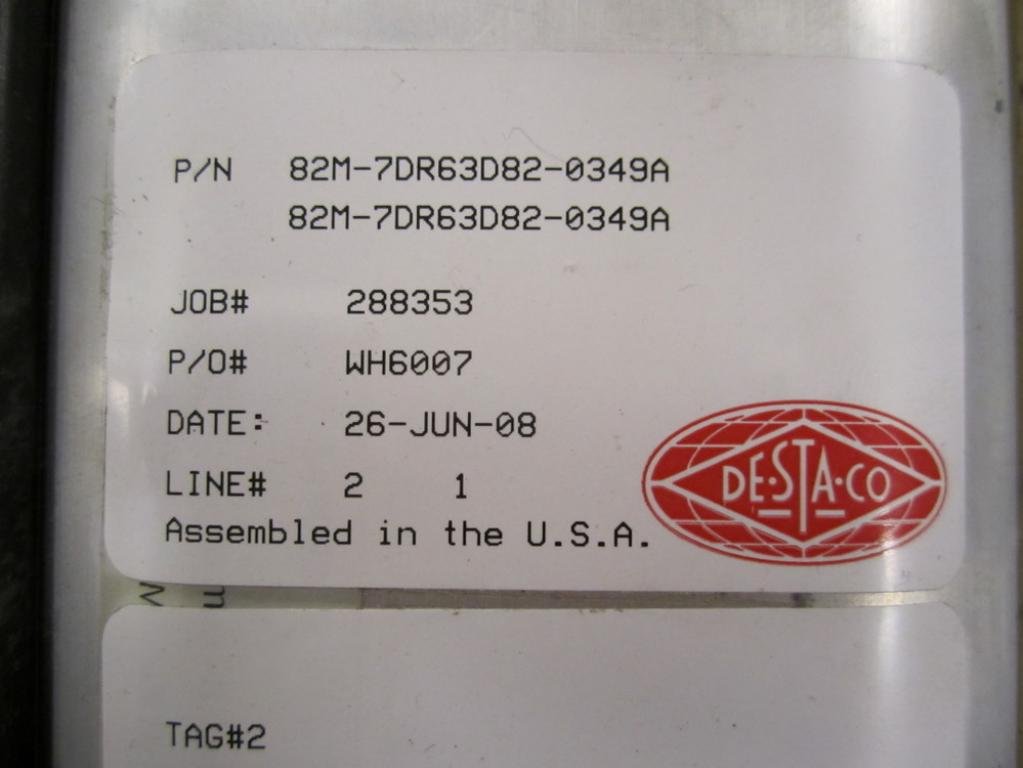 P/N 82M-7DR63D82-0349A
82M-7DR63D82-0349A
JOB# 288353
P/O# WH6007
DATE: 26-JUN-08
LINE# 2 1
Assembled in the U.S.A.
DE·STA·CO
TAG#2